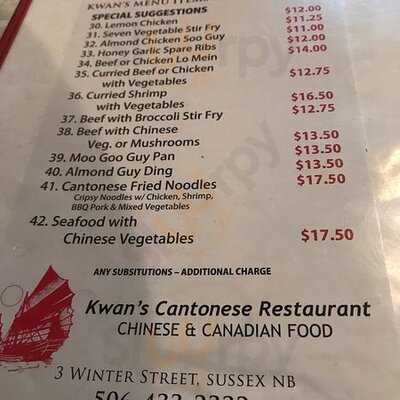 KWAN'S MENU ITEMS
SPECIAL SUGGESTIONS
30. Lemon Chicken $12.00
31. Seven Vegetable Stir Fry $11.25
32. Almond Chicken Soo Guy $11.00
33. Honey Garlic Spare Ribs $12.00
34. Beef or Chicken Lo Mein $14.00
35. Curried Beef or Chicken
with Vegetables $12.75
36. Curried Shrimp
with Vegetables $16.50
37. Beef with Broccoli Stir Fry $12.75
38. Beef with Chinese
Veg. or Mushrooms $13.50
39. Moo Goo Guy Pan $13.50
40. Almond Guy Ding $13.50
41. Cantonese Fried Noodles $17.50
Cripsy Noodles w/ Chicken, Shrimp,
BBQ Pork & Mixed Vegetables
42. Seafood with
Chinese Vegetables $17.50
ANY SUBSITUTIONS – ADDITIONAL CHARGE
Kwan's Cantonese Restaurant
CHINESE & CANADIAN FOOD
3 WINTER STREET, SUSSEX NB